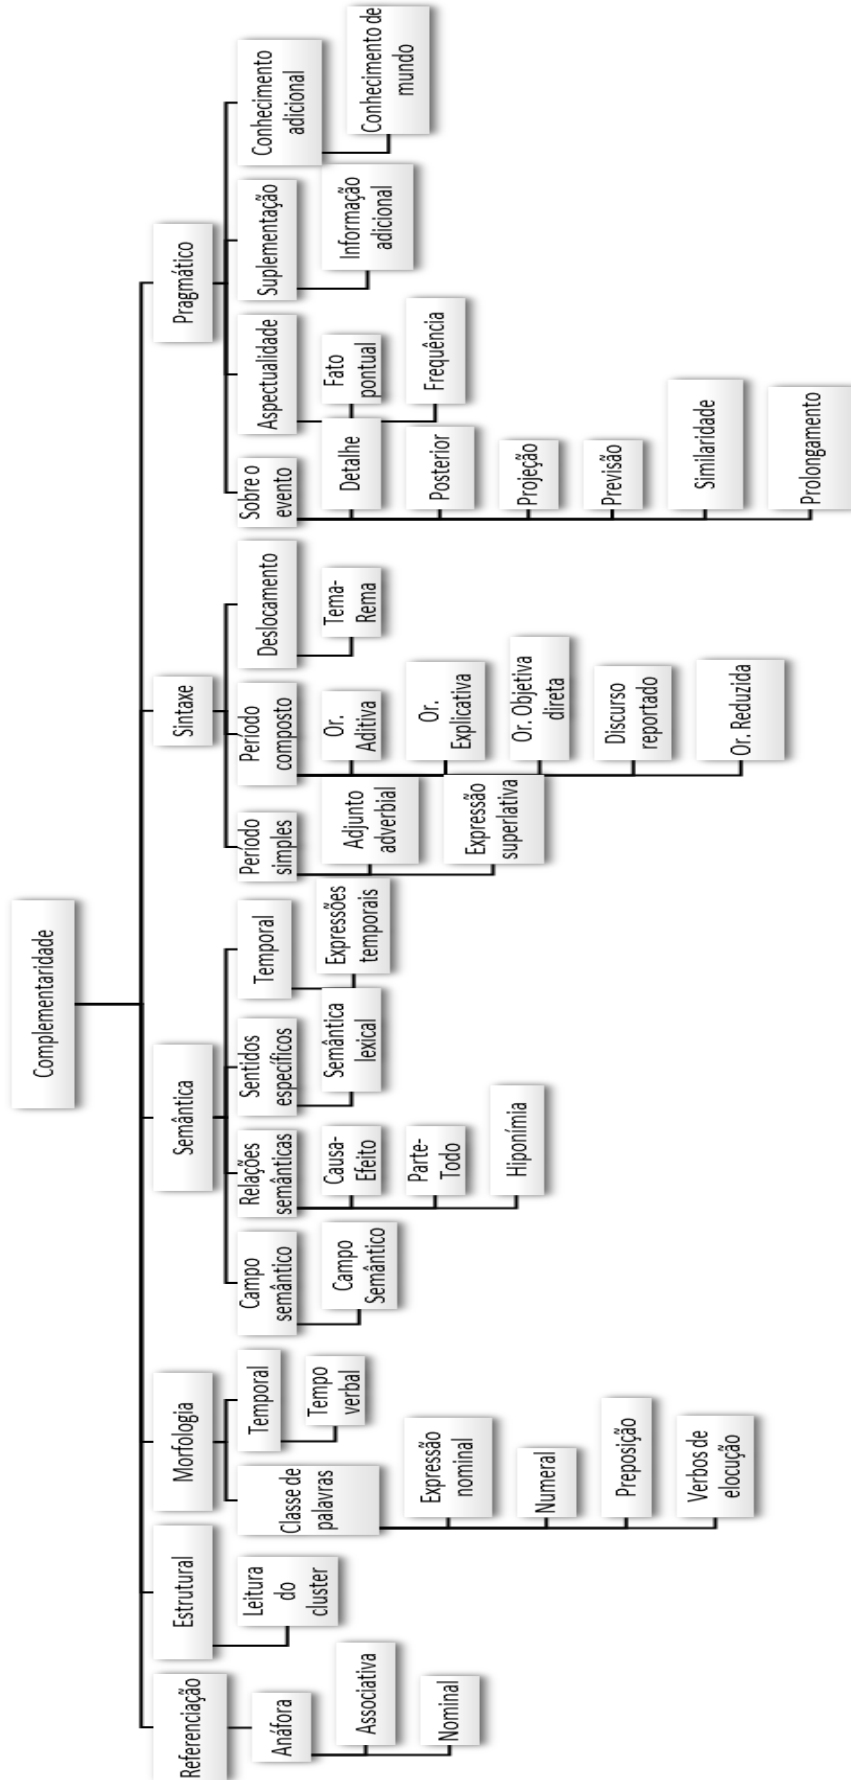 Complementaridade
Referenciação
Anáfora
Associativa
Nominal
Estrutural
Leitura
do
cluster
Morfologia
Classe de
palavras
Expressão
nominal
Numeral
Preposição
Verbos de
elocução
Temporal
Tempo
verbal
Semântica
Campo
semântico
Campo
Semântico
Relações
semânticas
Causa-
Efeito
Parte-
Todo
Hiponímia
Sentidos
específicos
Semântica
lexical
Temporal
Expressões
temporais
Sintaxe
Período
simples
Adjunto
adverbial
Expressão
superlativa
Período
composto
Or.
Aditiva
Or.
Explicativa
Or. Objetiva
direta
Discurso
reportado
Or. Reduzida
Deslocamento
Tema-
Rema
Pragmático
Sobre o
evento
Detalhe
Posterior
Projeção
Previsão
Similaridade
Prolongamento
Aspectualidade
Fato
pontual
Frequência
Suplementação
Informação
adicional
Conhecimento
adicional
Conhecimento de
mundo